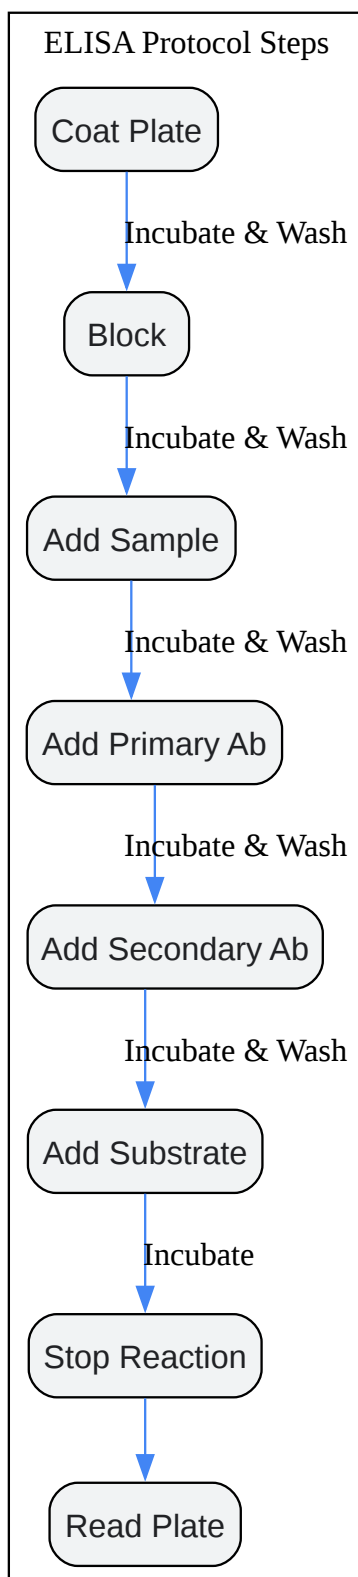 ELISA Protocol Steps
Coat Plate
Incubate & Wash
Block
Incubate & Wash
Add Sample
Incubate & Wash
Add Primary Ab
Incubate & Wash
Add Secondary Ab
Incubate & Wash
Add Substrate
Incubate
Stop Reaction
Read Plate